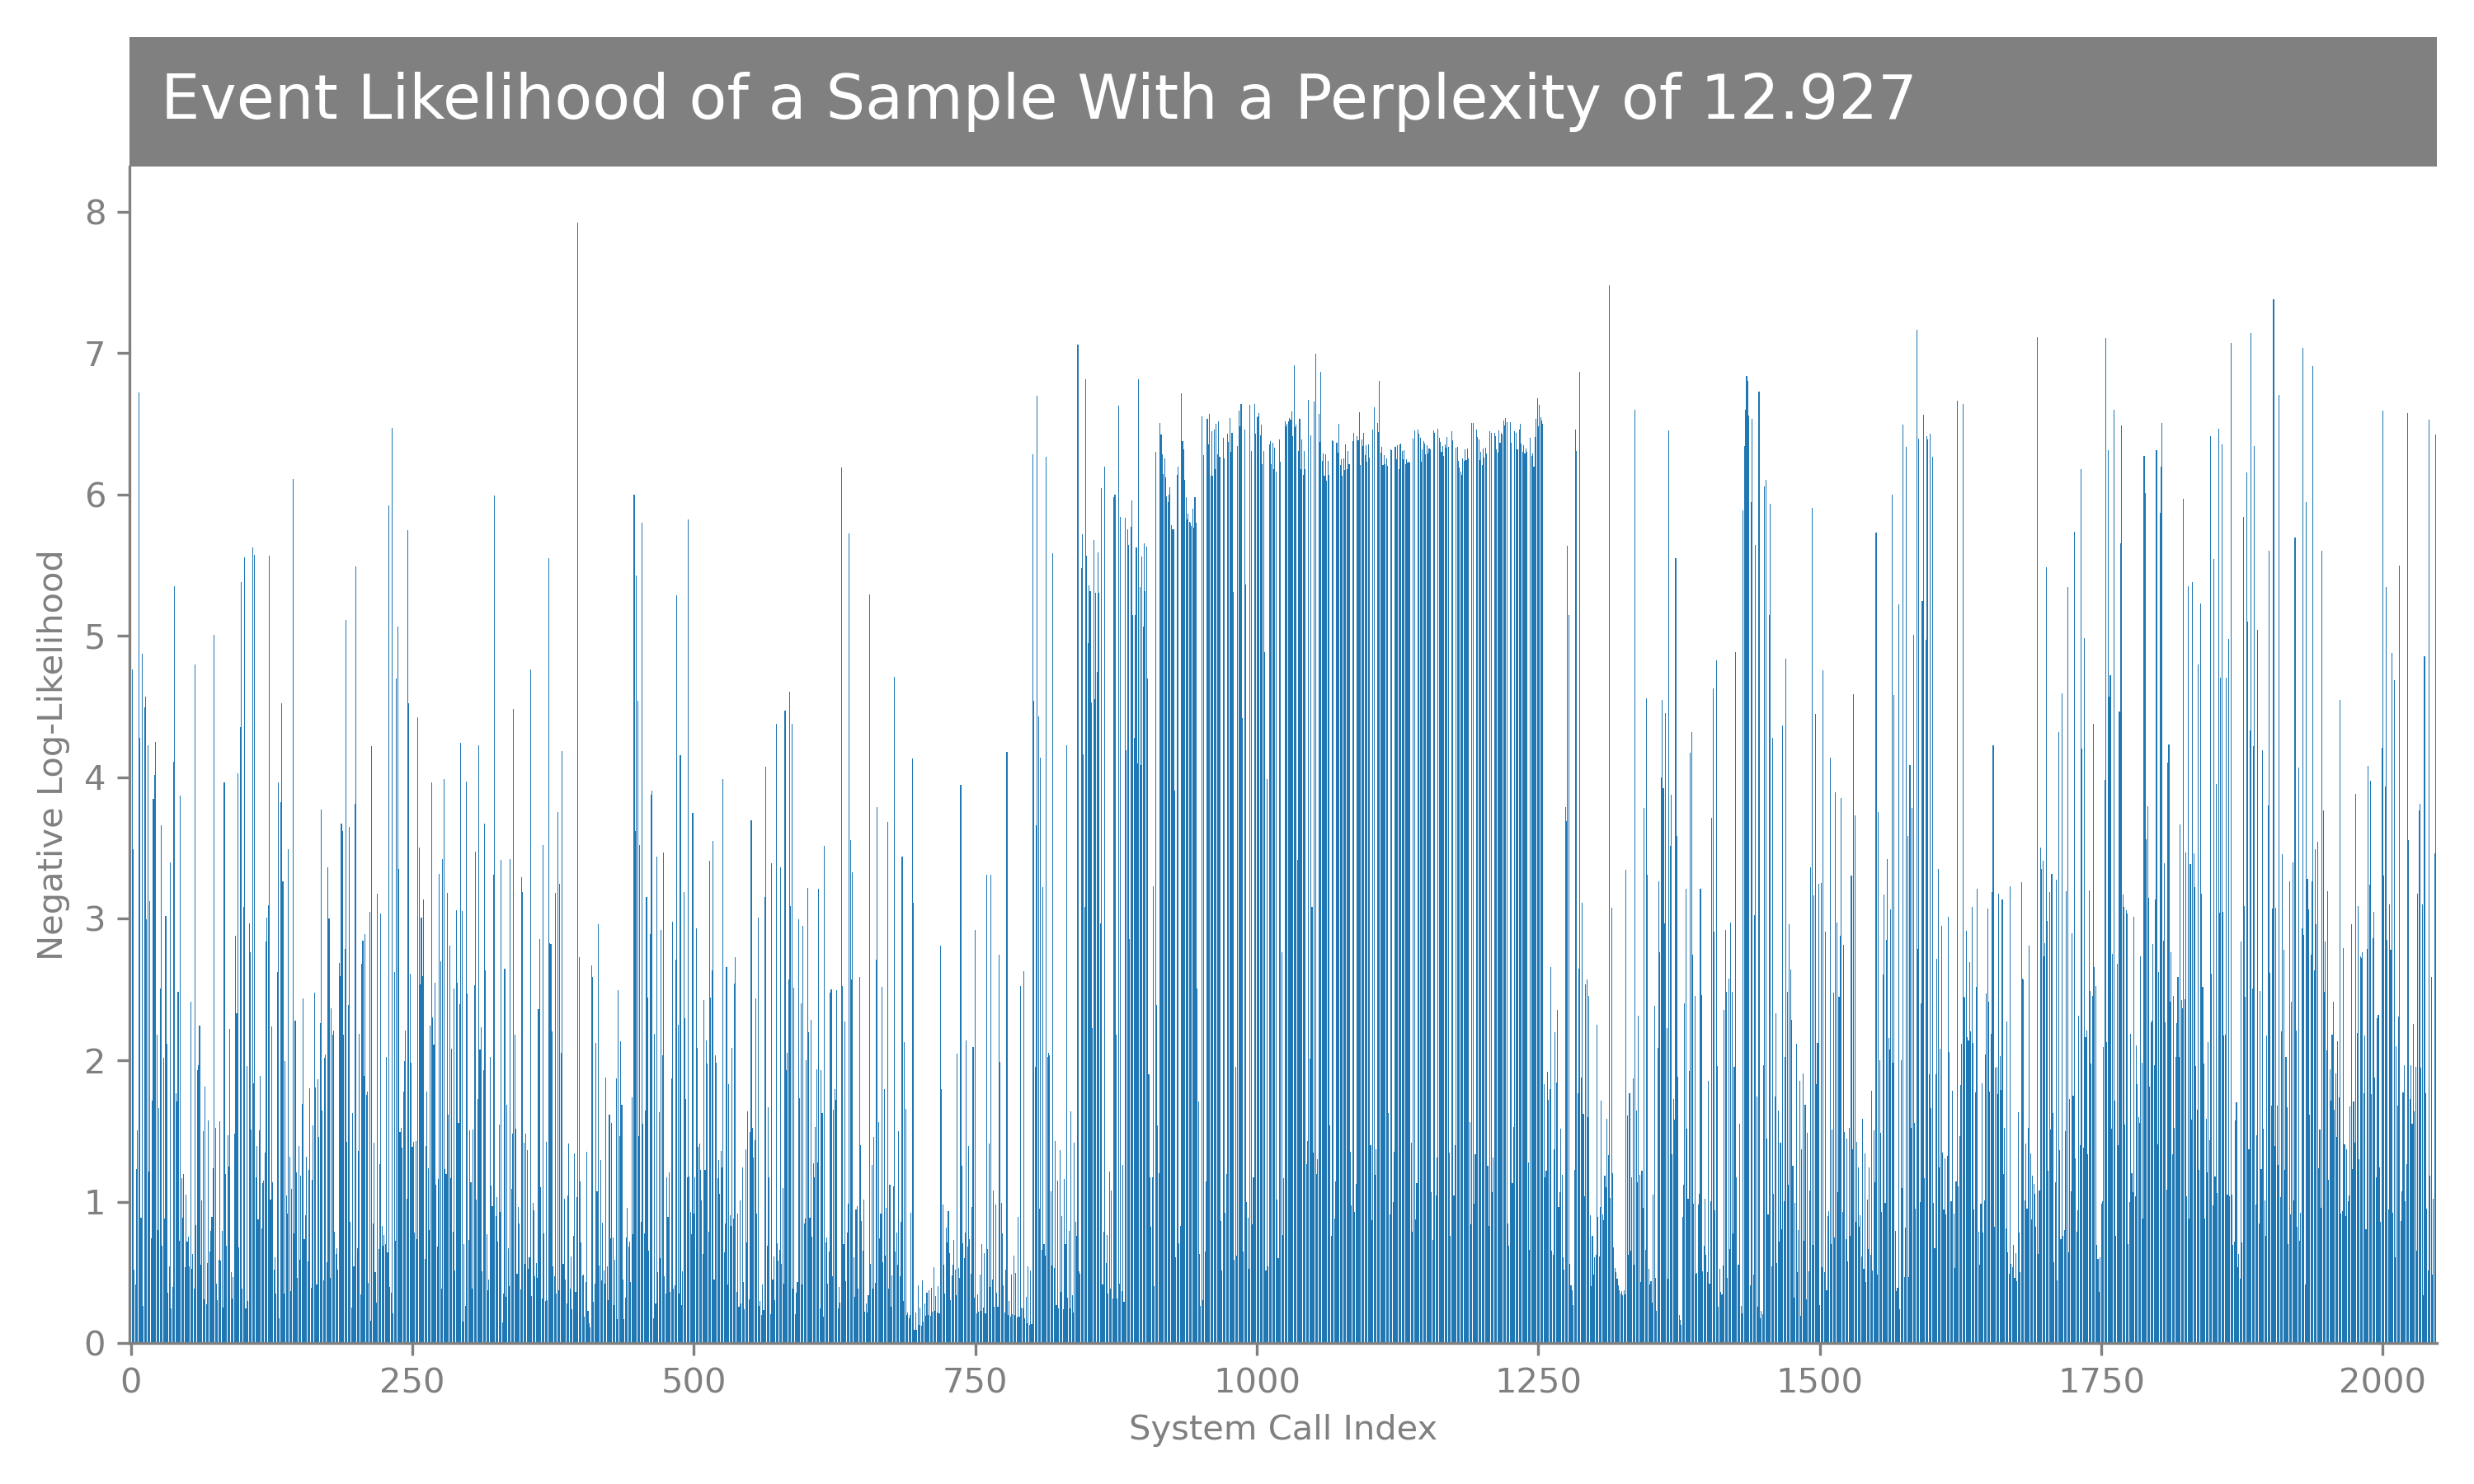 Event Likelihood of a Sample With a Perplexity of 12.927
8
7
6
5
4
3
2
1
0
Negative Log-Likelihood
0 250 500 750 1000 1250 1500 1750 2000
System Call Index